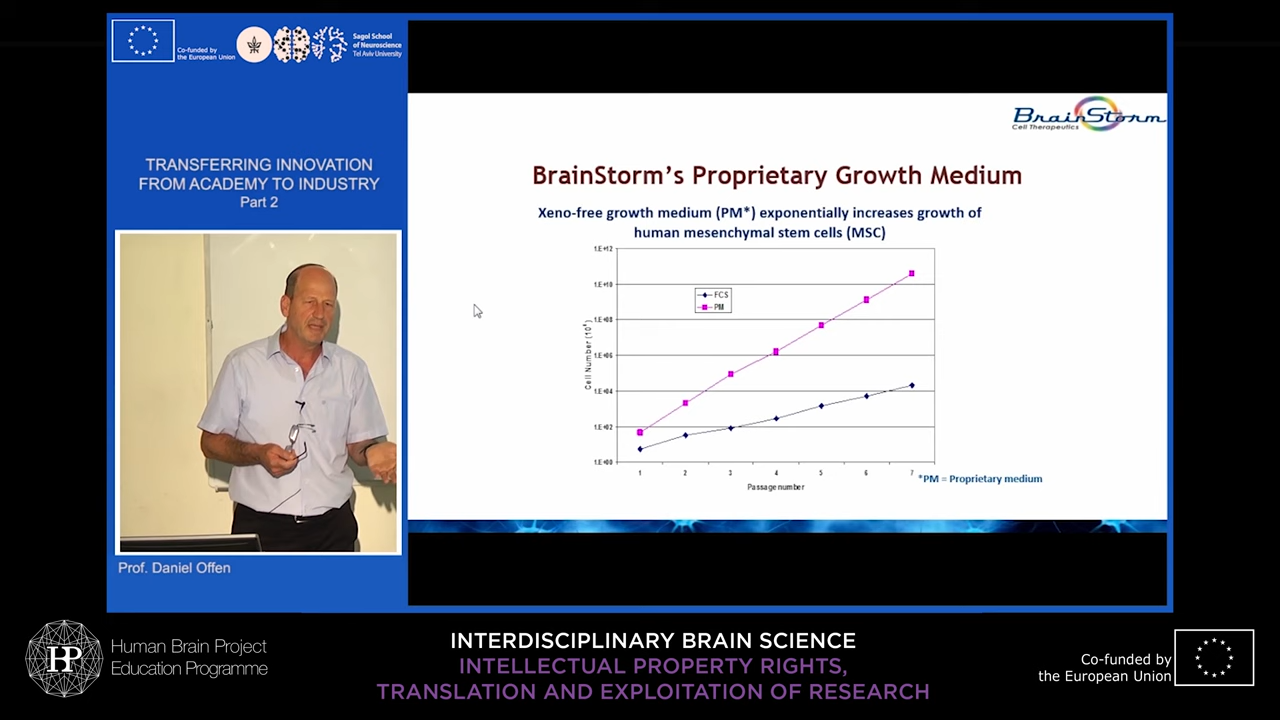 Co-funded by
the European Union
Sagol School
of Neuroscience
Tel Aviv University
TRANSFERRING INNOVATION
FROM ACADEMY TO INDUSTRY
Part 2
Prof. Daniel Offen
BrainStorm
Cell Therapeutics
BrainStorm's Proprietary Growth Medium
Xeno-free growth medium (PM*) exponentially increases growth of
human mesenchymal stem cells (MSC)
1.E+12
1.E+10
1.E+08
1.E+06
1.E+04
1.E+02
1.E+00
Cell Number (10⁴)
FCS
PM
1 2 3 4 5 6 7
Passage number
*PM = Proprietary medium
HBP
Human Brain Project
Education Programme
INTERDISCIPLINARY BRAIN SCIENCE
INTELLECTUAL PROPERTY RIGHTS,
TRANSLATION AND EXPLOITATION OF RESEARCH
Co-funded by
the European Union